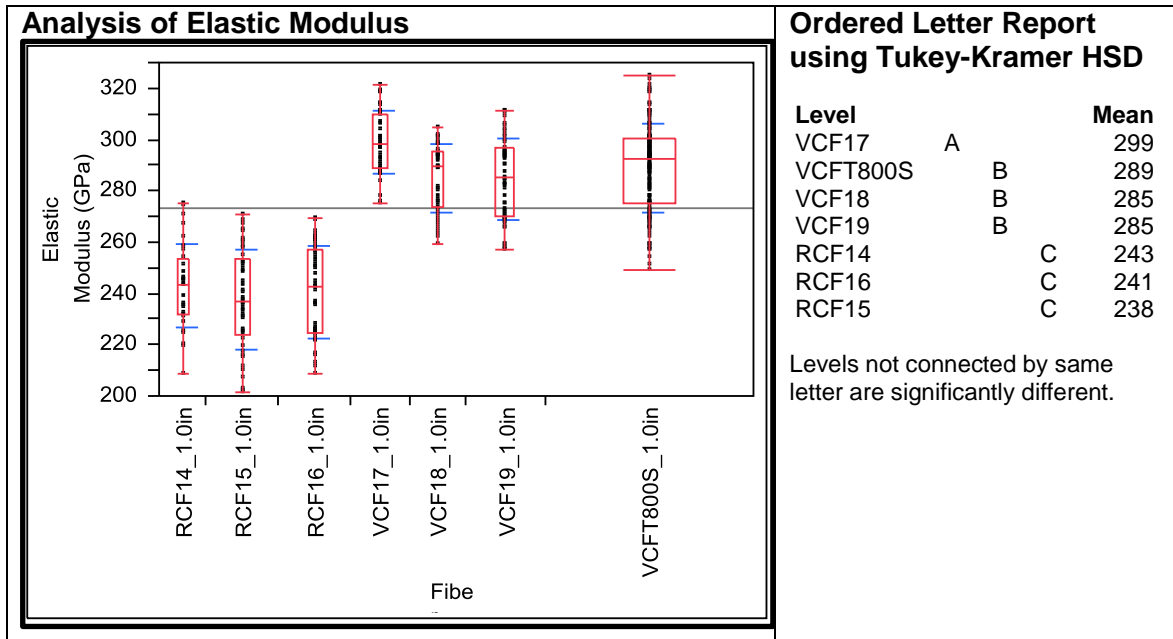 Analysis of Elastic Modulus
Elastic
Modulus (GPa)
320
300
280
260
240
220
200
RCF14_1.0in
RCF15_1.0in
RCF16_1.0in
VCF17_1.0in
VCF18_1.0in
VCF19_1.0in
VCFT800S_1.0in
Fibe
Ordered Letter Report
using Tukey-Kramer HSD
Level Mean
VCF17 A 299
VCFT800S B 289
VCF18 B 285
VCF19 B 285
RCF14 C 243
RCF16 C 241
RCF15 C 238
Levels not connected by same
letter are significantly different.